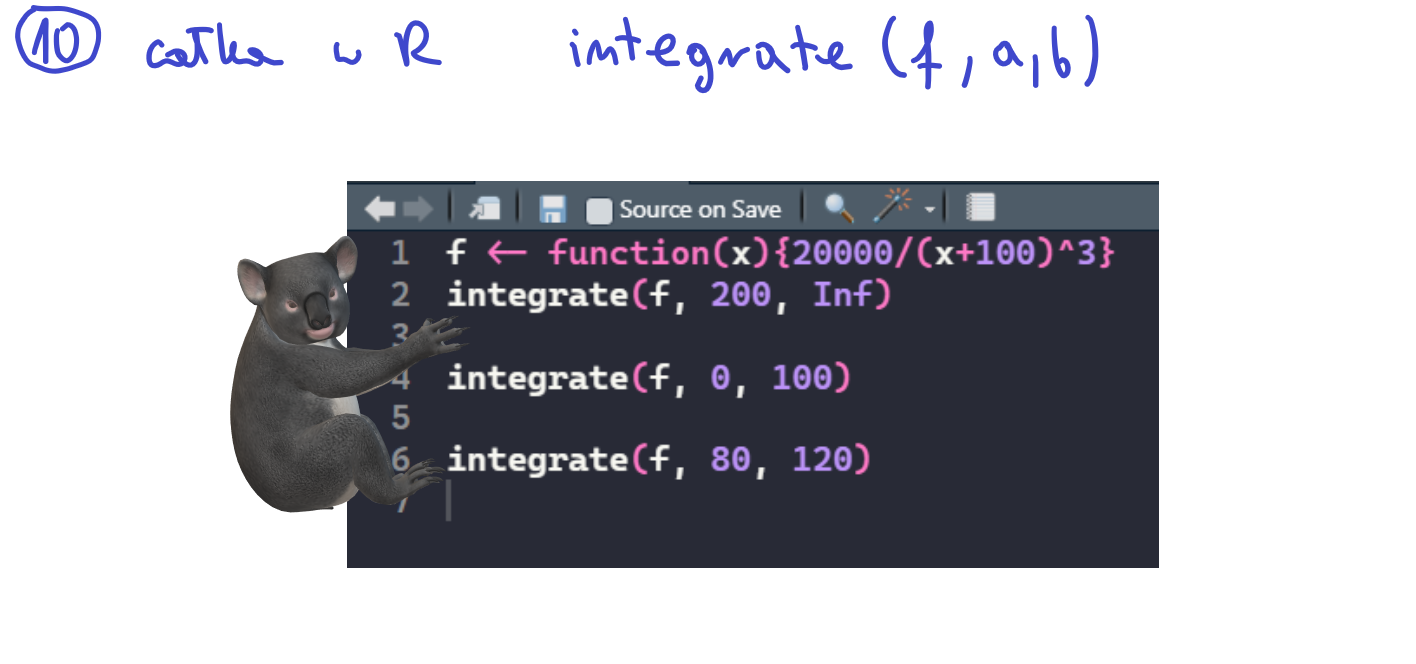 10 całka w R integrate (f, a, b)
Source on Save
1 f <- function(x){20000/(x+100)^3}
2 integrate(f, 200, Inf)
3
4 integrate(f, 0, 100)
5
6 integrate(f, 80, 120)
7